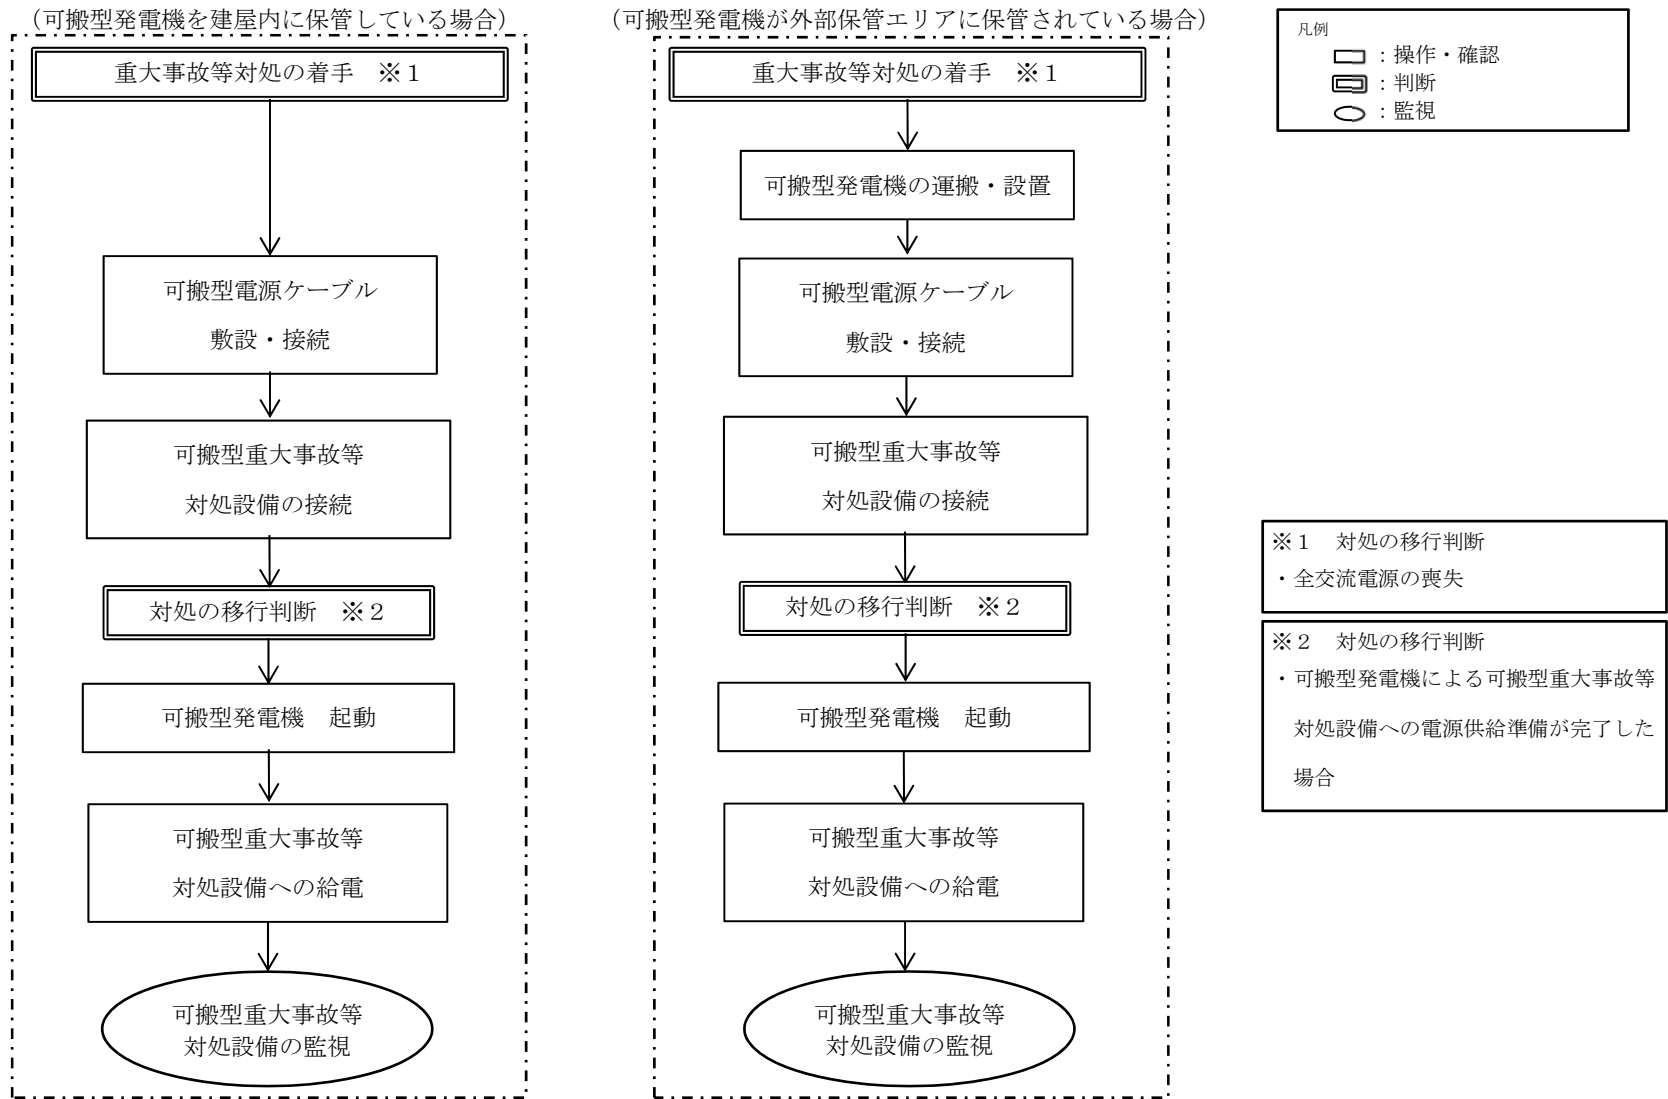 （可搬型発電機を建屋内に保管している場合）
重大事故等対処の着手　※１
可搬型電源ケーブル
敷設・接続
可搬型重大事故等
対処設備の接続
対処の移行判断　※２
可搬型発電機　起動
可搬型重大事故等
対処設備への給電
可搬型重大事故等
対処設備の監視
（可搬型発電機が外部保管エリアに保管されている場合）
重大事故等対処の着手　※１
可搬型発電機の運搬・設置
可搬型電源ケーブル
敷設・接続
可搬型重大事故等
対処設備の接続
対処の移行判断　※２
可搬型発電機　起動
可搬型重大事故等
対処設備への給電
可搬型重大事故等
対処設備の監視
凡例
：操作・確認
：判断
：監視
※１　対処の移行判断
・全交流電源の喪失
※２　対処の移行判断
・可搬型発電機による可搬型重大事故等
対処設備への電源供給準備が完了した
場合